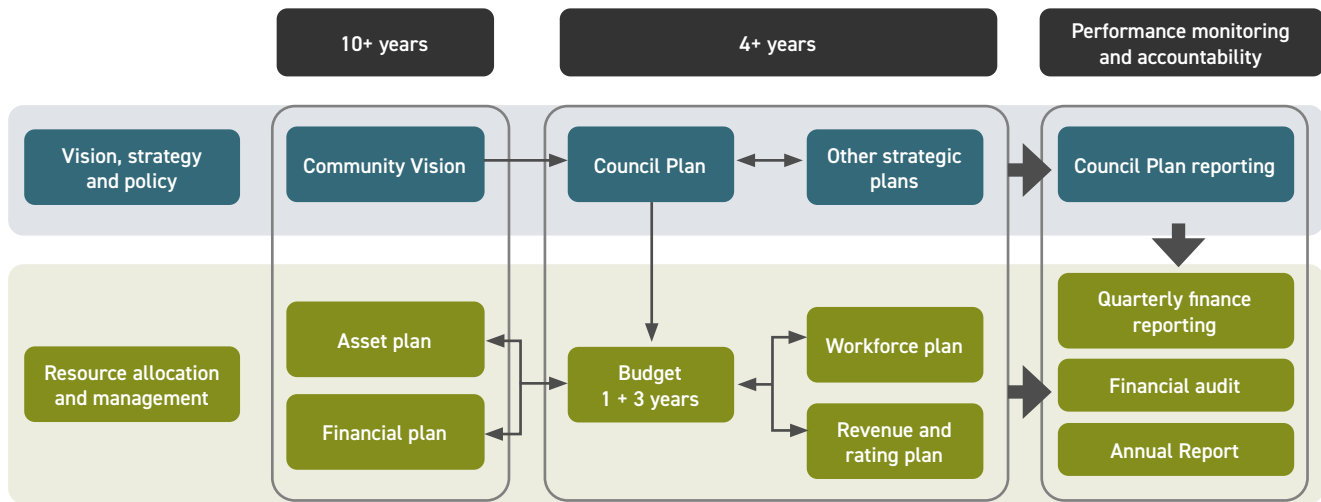 10+ years
4+ years
Performance monitoring
and accountability
Vision, strategy
and policy
Community Vision
Council Plan
Other strategic
plans
Council Plan reporting
Resource allocation
and management
Asset plan
Financial plan
Budget
1 + 3 years
Workforce plan
Revenue and
rating plan
Quarterly finance
reporting
Financial audit
Annual Report